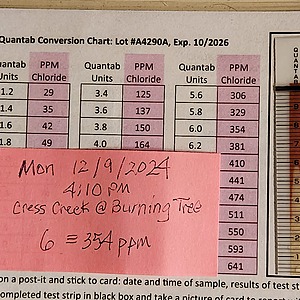 Quantab Conversion Chart: Lot #A4290A, Exp. 10/2026
uantab Units PPM Chloride Quantab Units PPM Chloride Quantab Units PPM Chloride
1.2 29 3.4 125 5.6 306
1.4 35 3.6 137 5.8 329
1.6 42 3.8 150 6.0 354
1.8 49 4.0 164 6.2 381
410
441
474
511
550
593
641
Mon 12/9/2024
4:10 PM
Cress Creek @ Burning Tree
6 = 354 ppm
on a post-it and stick to card: date and time of sample, results of test st
completed test strip in black box and take a picture of card to
QUANTAB